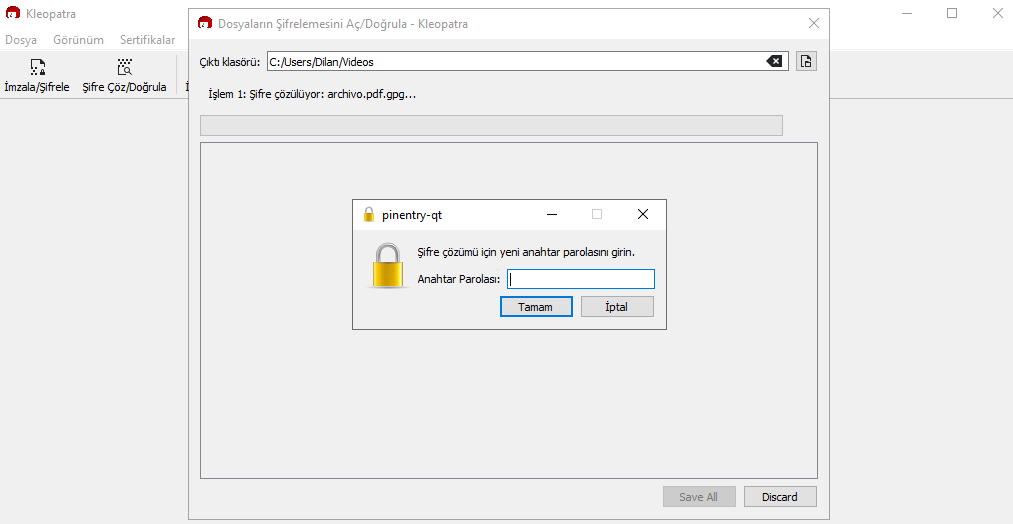 Kleopatra
Dosya Görünüm Sertifikalar
İmzala/Şifrele Şifre Çöz/Doğrula
Dosyaların Şifrelemesini Aç/Doğrula - Kleopatra
Çıktı klasörü: C:/Users/Dilan/Videos
İşlem 1: Şifre çözülüyor: archivo.pdf.gpg...
pinentry-qt
Şifre çözümü için yeni anahtar parolasını girin.
Anahtar Parolası:
Tamam İptal
Save All Discard